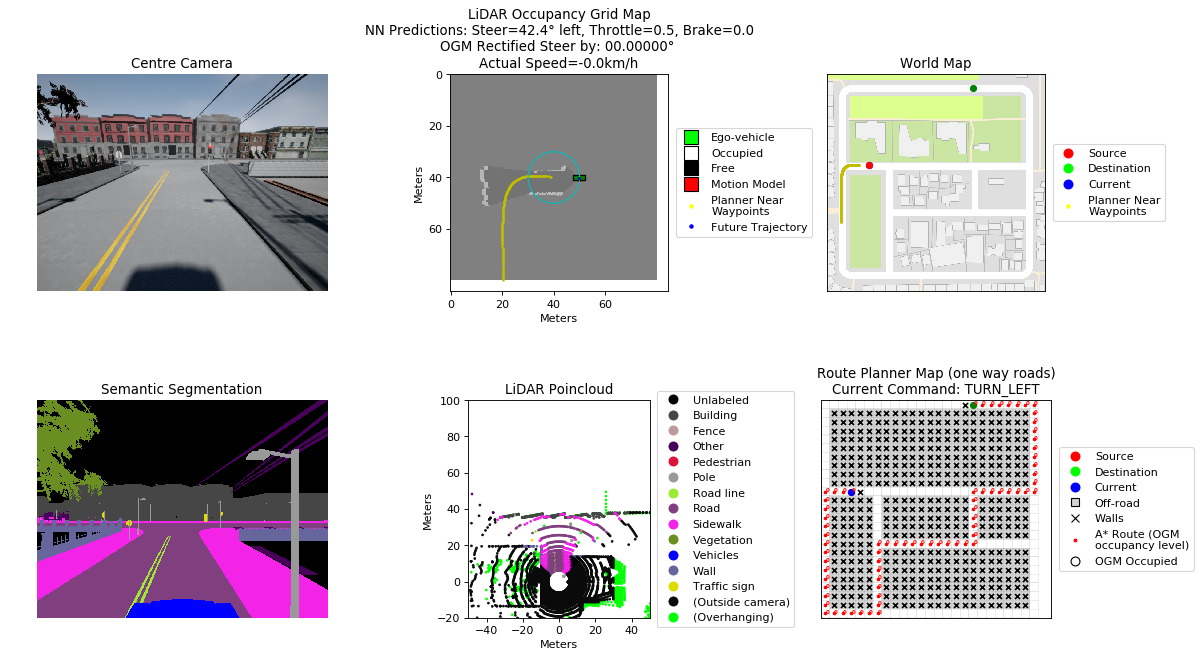 LiDAR Occupancy Grid Map
NN Predictions: Steer=42.4° left, Throttle=0.5, Brake=0.0
OGM Rectified Steer by: 00.00000°
Actual Speed=-0.0km/h
Centre Camera
World Map
0
20
40
60
Meters
0
20
40
60
Meters
Ego-vehicle
Occupied
Free
Motion Model
Planner Near
Waypoints
Future Trajectory
Source
Destination
Current
Planner Near
Waypoints
Semantic Segmentation
LiDAR Poincloud
100
80
60
40
20
0
−20
Meters
−40
−20
0
20
40
Meters
Unlabeled
Building
Fence
Other
Pedestrian
Pole
Road line
Road
Sidewalk
Vegetation
Vehicles
Wall
Traffic sign
(Outside camera)
(Overhanging)
Route Planner Map (one way roads)
Current Command: TURN_LEFT
Source
Destination
Current
Off-road
Walls
A* Route (OGM
occupancy level)
OGM Occupied